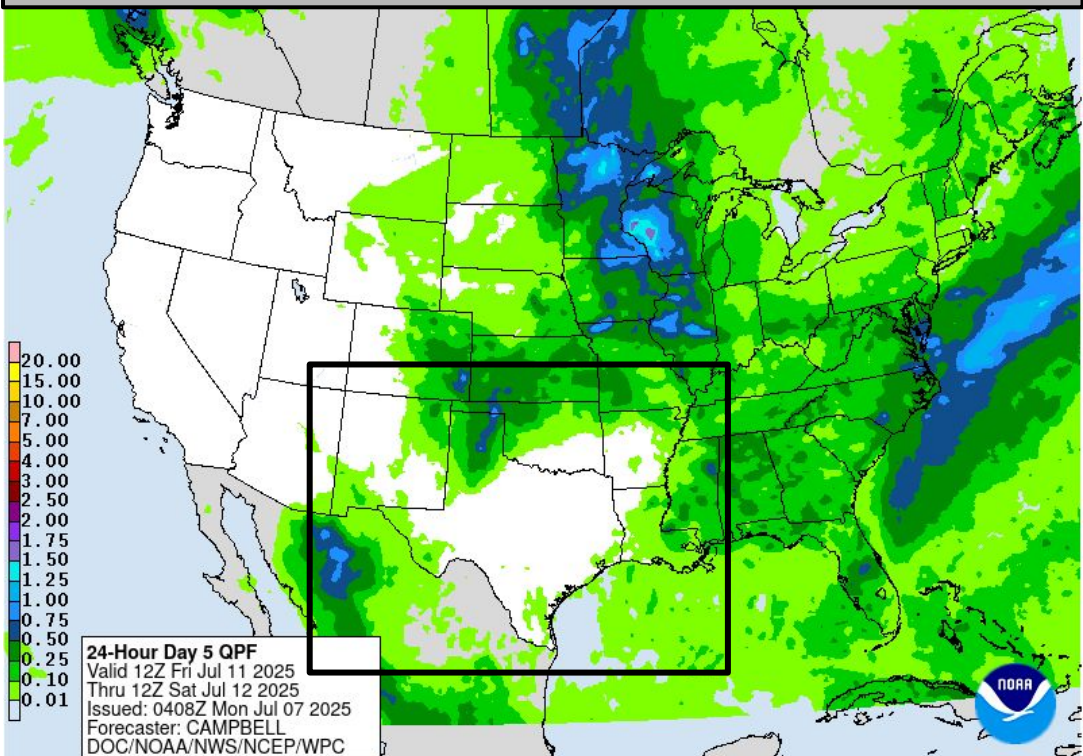 20.00
15.00
10.00
7.00
5.00
4.00
3.00
2.50
2.00
1.75
1.50
1.25
1.00
0.75
0.50
0.25
0.10
0.01
24-Hour Day 5 QPF
Valid 12Z Fri Jul 11 2025
Thru 12Z Sat Jul 12 2025
Issued: 0408Z Mon Jul 07 2025
Forecaster: CAMPBELL
DOC/NOAA/NWS/NCEP/WPC
NOAA